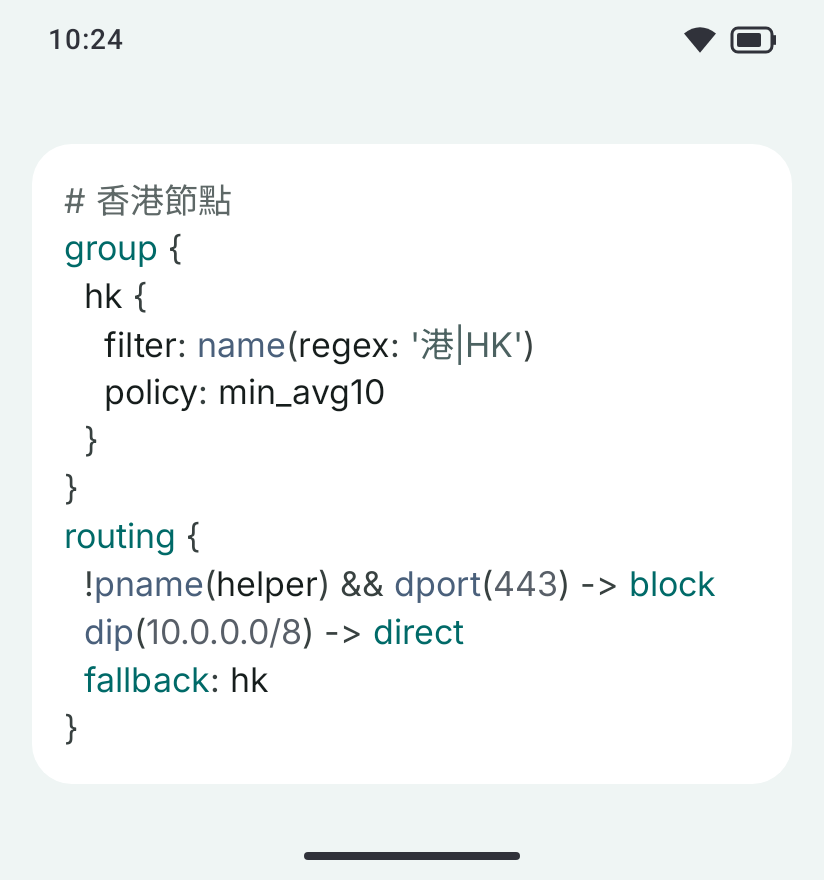 10:24
# 香港節點
group {
  hk {
    filter: name(regex: '港|HK')
    policy: min_avg10
  }
}
routing {
  !pname(helper) && dport(443) -> block
  dip(10.0.0.0/8) -> direct
  fallback: hk
}